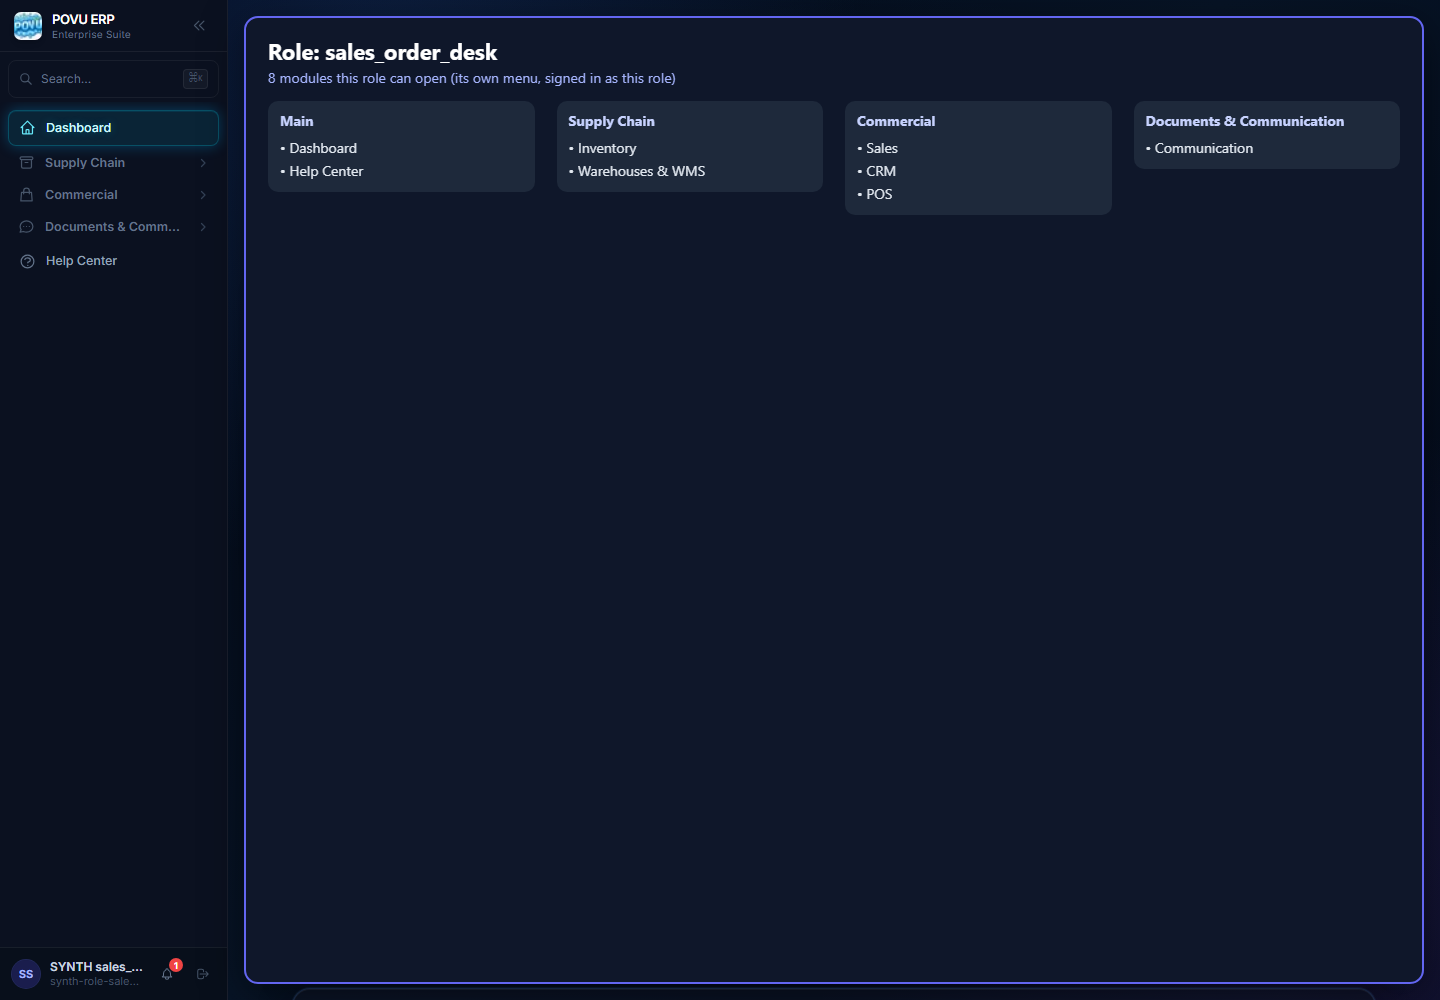 POVU ERP
Enterprise Suite
Search...
⌘K
Dashboard
Supply Chain
Commercial
Documents & Comm...
Help Center
Role: sales_order_desk
8 modules this role can open (its own menu, signed in as this role)
Main
• Dashboard
• Help Center
Supply Chain
• Inventory
• Warehouses & WMS
Commercial
• Sales
• CRM
• POS
Documents & Communication
• Communication
SS
SYNTH sales_...
synth-role-sale...
1